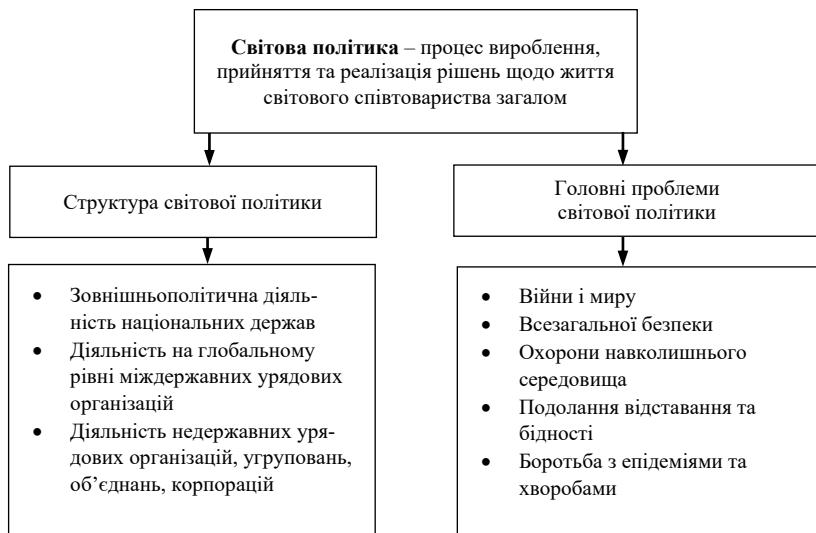 Світова політика – процес вироблення,
прийняття та реалізація рішень щодо життя
світового співтовариства загалом
Структура світової політики
Головні проблеми
світової політики
• Зовнішньополітична діяль-
ність національних держав
• Діяльність на глобальному
рівні міждержавних урядових
організацій
• Діяльність недержавних уря-
дових організацій, угруповань,
об’єднань, корпорацій
• Війни і миру
• Всезагальної безпеки
• Охорони навколишнього
середовища
• Подолання відставання та
бідності
• Боротьба з епідеміями та
хворобами